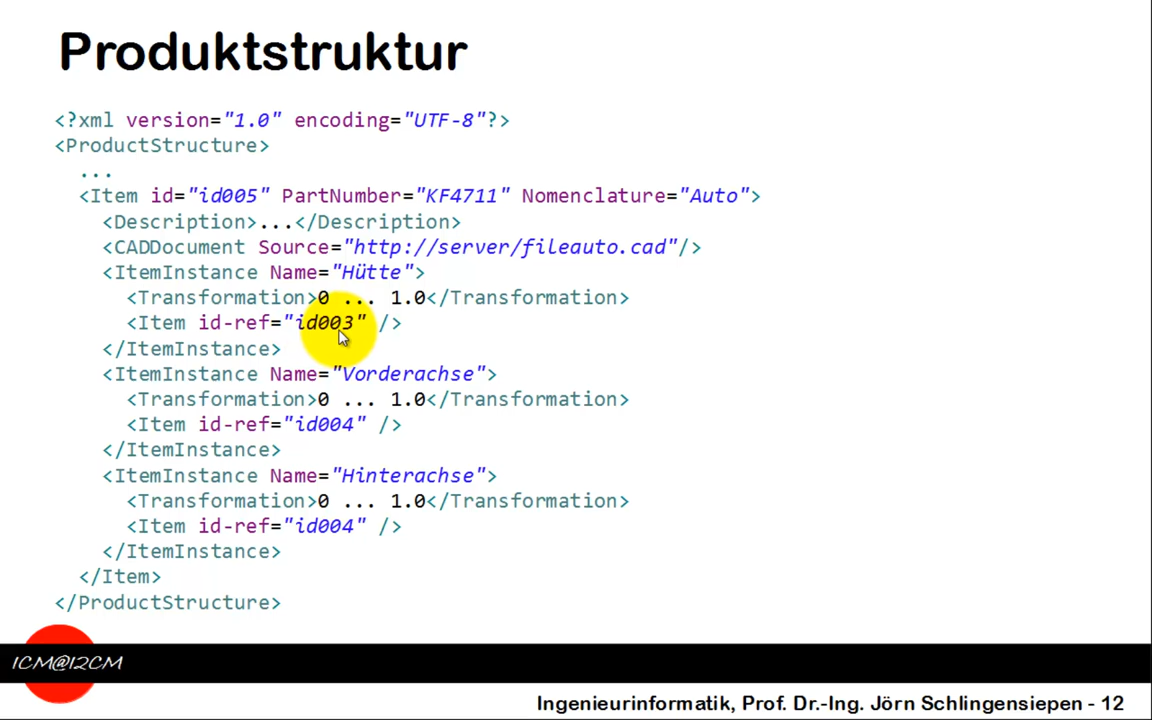 Produktstruktur
<?xml version="1.0" encoding="UTF-8"?>
<ProductStructure>
...
<Item id="id005" PartNumber="KF4711" Nomenclature="Auto">
<Description>...</Description>
<CADDocument Source="http://server/fileauto.cad"/>
<ItemInstance Name="Hütte">
<Transformation>0 ... 1.0</Transformation>
<Item id-ref="id003" />
</ItemInstance>
<ItemInstance Name="Vorderachse">
<Transformation>0 ... 1.0</Transformation>
<Item id-ref="id004" />
</ItemInstance>
<ItemInstance Name="Hinterachse">
<Transformation>0 ... 1.0</Transformation>
<Item id-ref="id004" />
</ItemInstance>
</Item>
</ProductStructure>
1CM@12CM
Ingenieurinformatik, Prof. Dr.-Ing. Jörn Schlingensiepen - 12